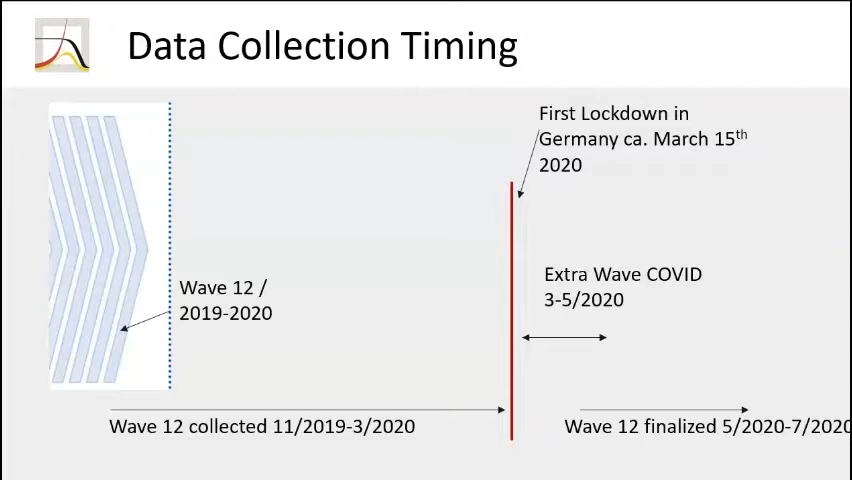 Data Collection Timing
First Lockdown in
Germany ca. March 15th
2020
Wave 12 /
2019-2020
Extra Wave COVID
3-5/2020
Wave 12 collected 11/2019-3/2020
Wave 12 finalized 5/2020-7/2020